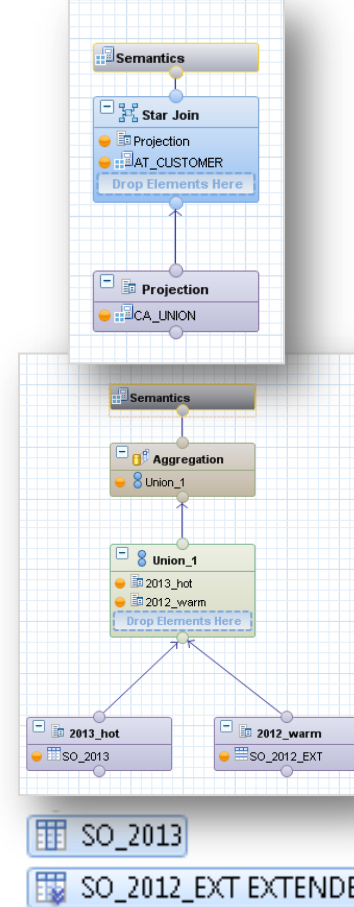 Semantics
Star Join
Projection
AT_CUSTOMER
Drop Elements Here
Projection
CA_UNION
Semantics
Aggregation
Union_1
Union_1
2013_hot
2012_warm
Drop Elements Here
2013_hot
SO_2013
2012_warm
SO_2012_EXT
SO_2013
SO_2012_EXT EXTENDE